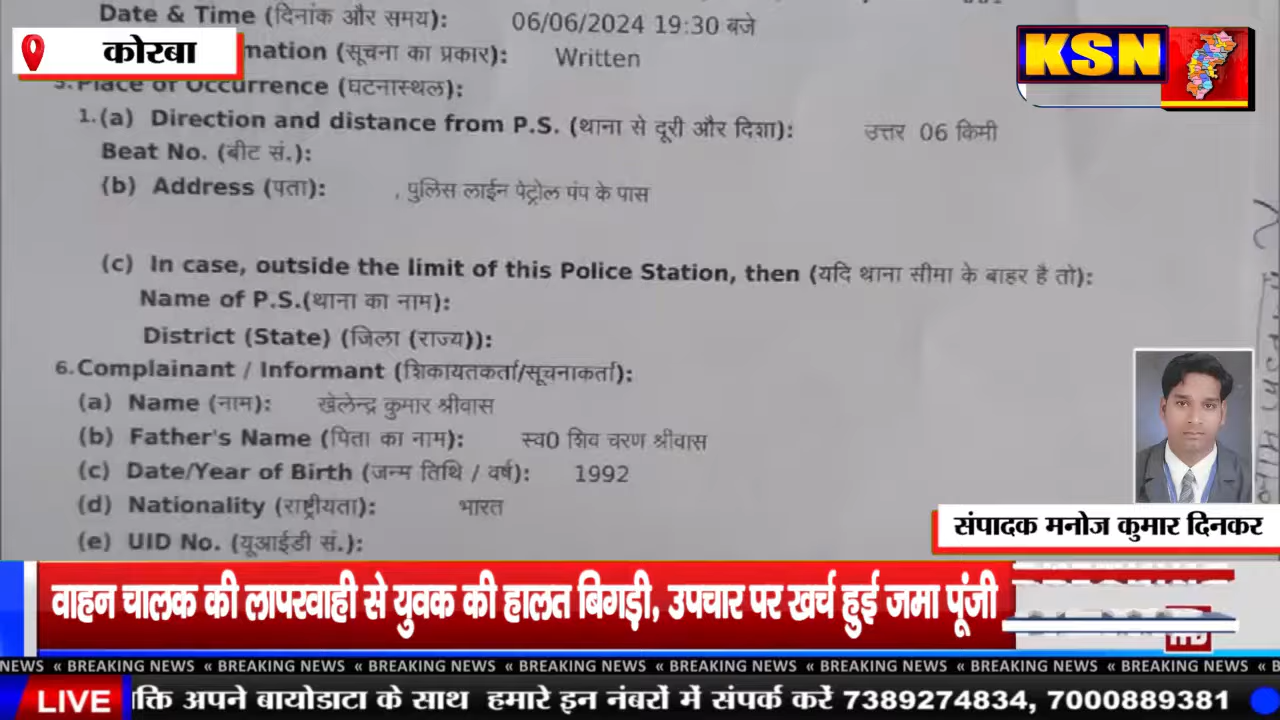 Date & Time (दिनांक और समय): 06/06/2024 19:30 बजे
कोरबा
mation (सूचना का प्रकार): Written
KSN
5. Place of Occurrence (घटनास्थल):
1. (a) Direction and distance from P.S. (थाना से दूरी और दिशा): उत्तर 06 किमी
Beat No. (बीट सं.):
(b) Address (पता): , पुलिस लाईन पेट्रोल पंप के पास
(c) In case, outside the limit of this Police Station, then (यदि थाना सीमा के बाहर है तो):
Name of P.S.(थाना का नाम):
District (State) (जिला (राज्य)):
6. Complainant / Informant (शिकायतकर्ता/सूचनाकर्ता):
(a) Name (नाम): खेलेन्द्र कुमार श्रीवास
(b) Father's Name (पिता का नाम): स्व0 शिव चरण श्रीवास
(c) Date/Year of Birth (जन्म तिथि / वर्ष): 1992
(d) Nationality (राष्ट्रीयता): भारत
(e) UID No. (यूआईडी सं.):
संपादक मनोज कुमार दिनकर
वाहन चालक की लापरवाही से युवक की हालत बिगड़ी, उपचार पर खर्च हुई जमा पूंजी
NEWS « BREAKING NEWS « BREAKING NEWS « BREAKING NEWS « BREAKING NEWS « BREAKING NEWS « BREAKING NEWS « BREAKING NEWS « BREAKING NEWS
LIVE क्ति अपने बायोडाटा के साथ हमारे इन नंबरों में संपर्क करें 7389274834, 7000889381